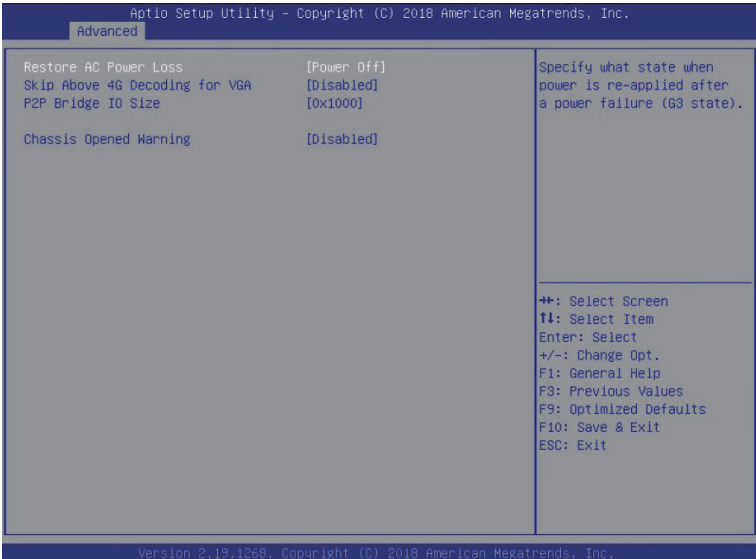 Aptio Setup Utility – Copyright (C) 2018 American Megatrends, Inc.
Advanced
Restore AC Power Loss [Power Off]
Skip Above 4G Decoding for VGA [Disabled]
P2P Bridge IO Size [0x1000]
Chassis Opened Warning [Disabled]
Specify what state when
power is re-applied after
a power failure (G3 state).
→←: Select Screen
↑↓: Select Item
Enter: Select
+/-: Change Opt.
F1: General Help
F3: Previous Values
F9: Optimized Defaults
F10: Save & Exit
ESC: Exit
Version 2.19.1268. Copyright (C) 2018 American Megatrends, Inc.